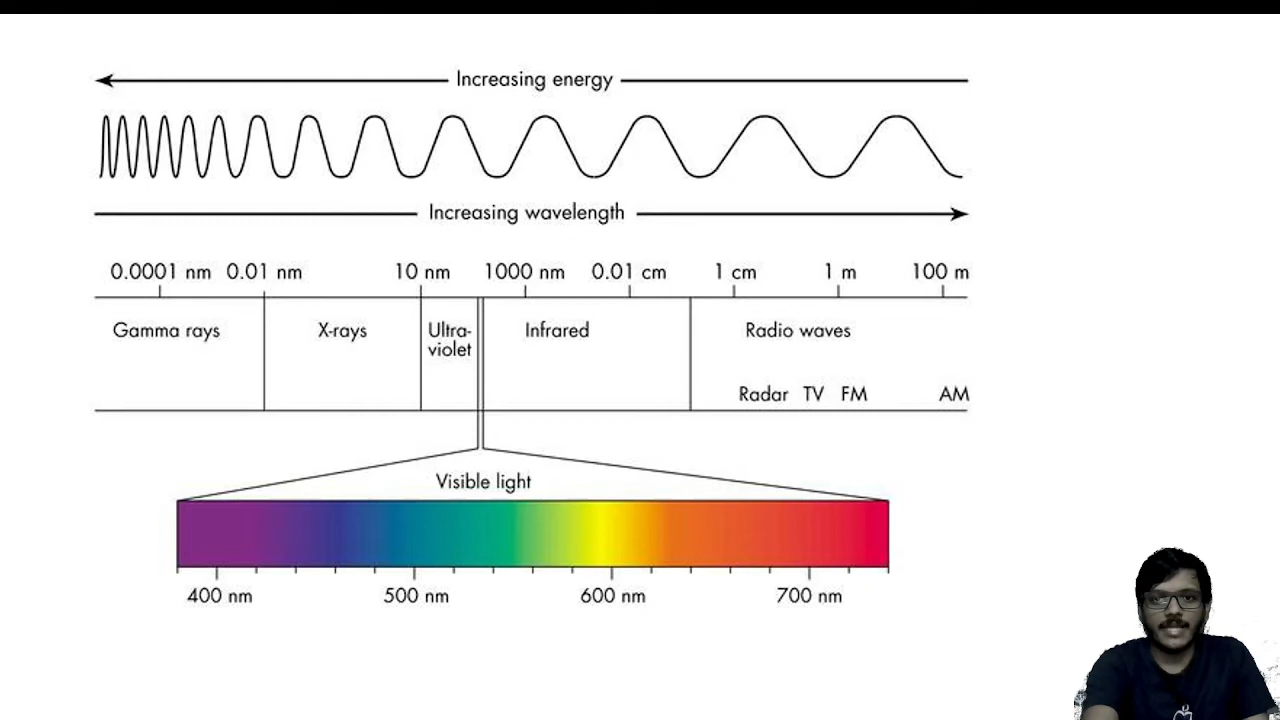 Increasing energy
Increasing wavelength
0.0001 nm 0.01 nm 10 nm 1000 nm 0.01 cm 1 cm 1 m 100 m
Gamma rays X-rays Ultra-
violet Infrared Radio waves
Radar TV FM AM
Visible light
400 nm 500 nm 600 nm 700 nm